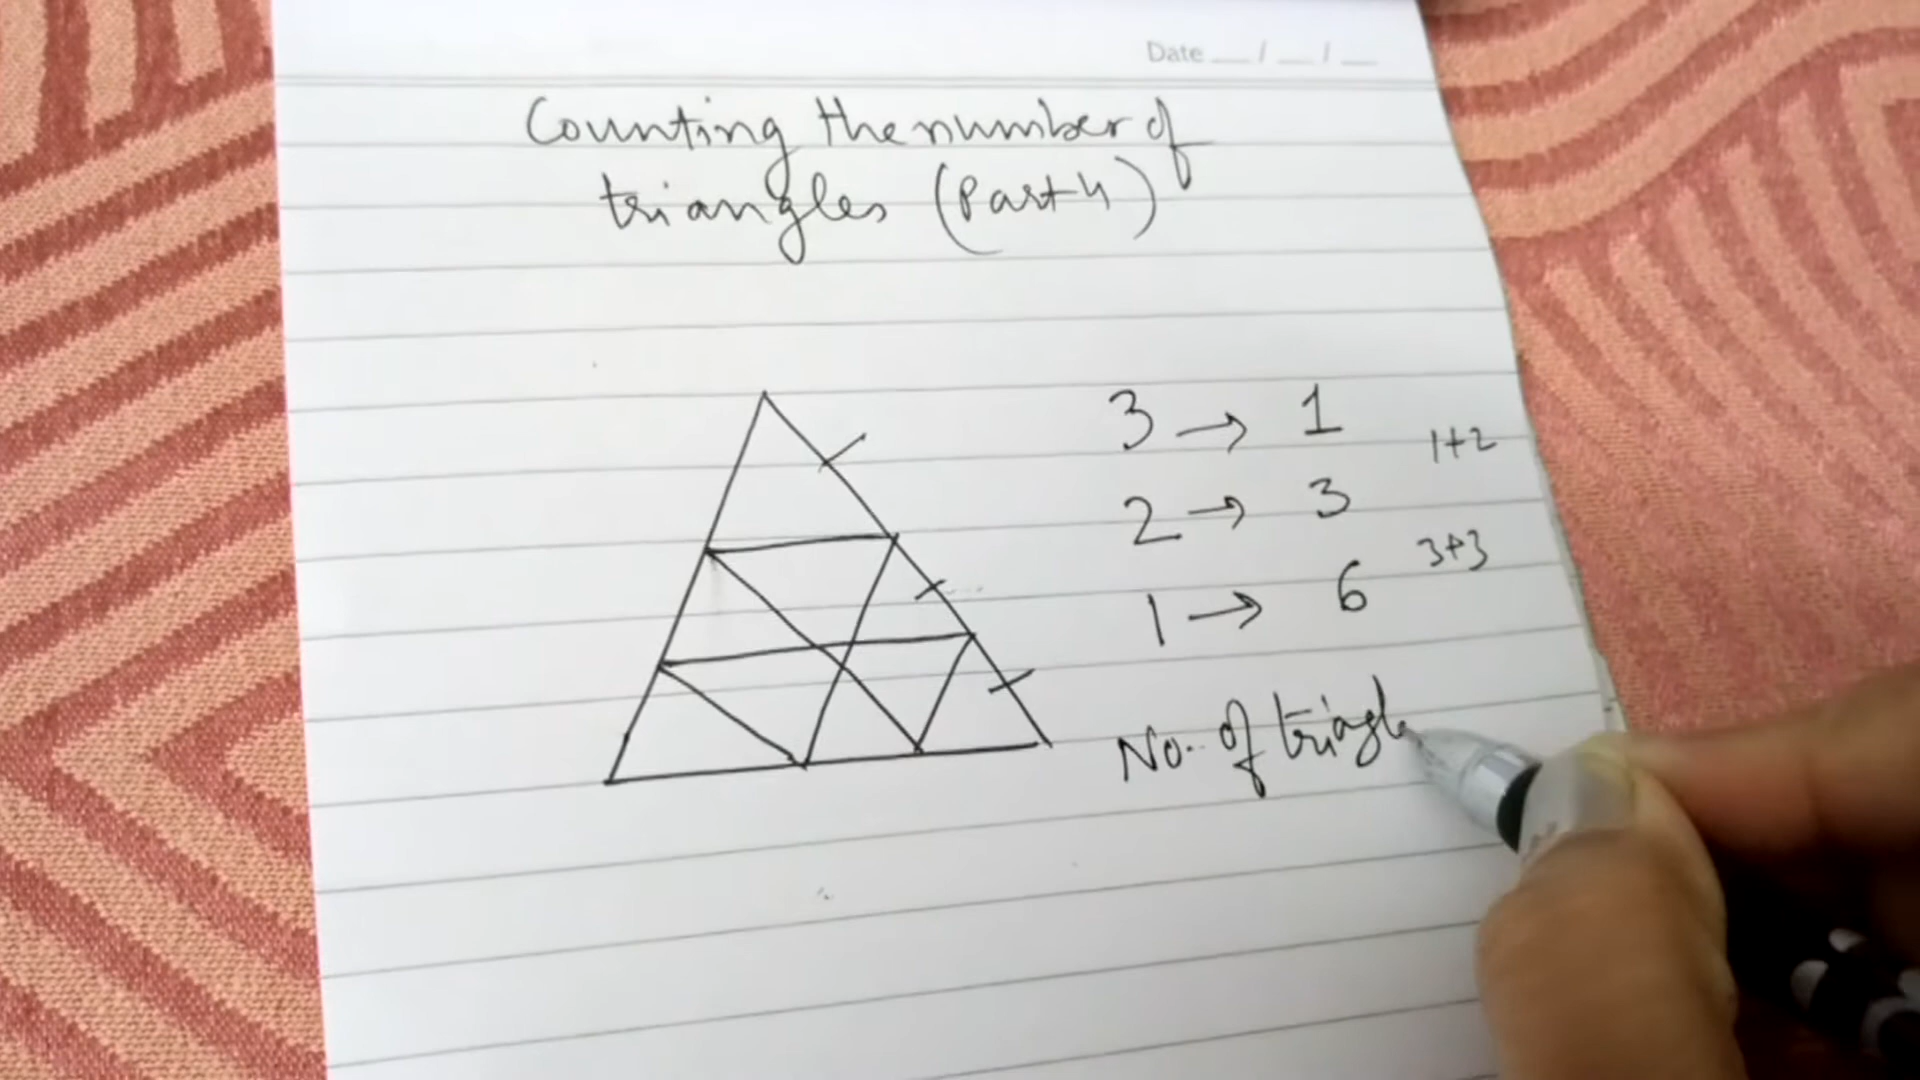 Date __ / __ / __
Counting the number of
triangles (Part 4)
3 → 1
1+2
2 → 3
3+3
1 → 6
No. of triagle